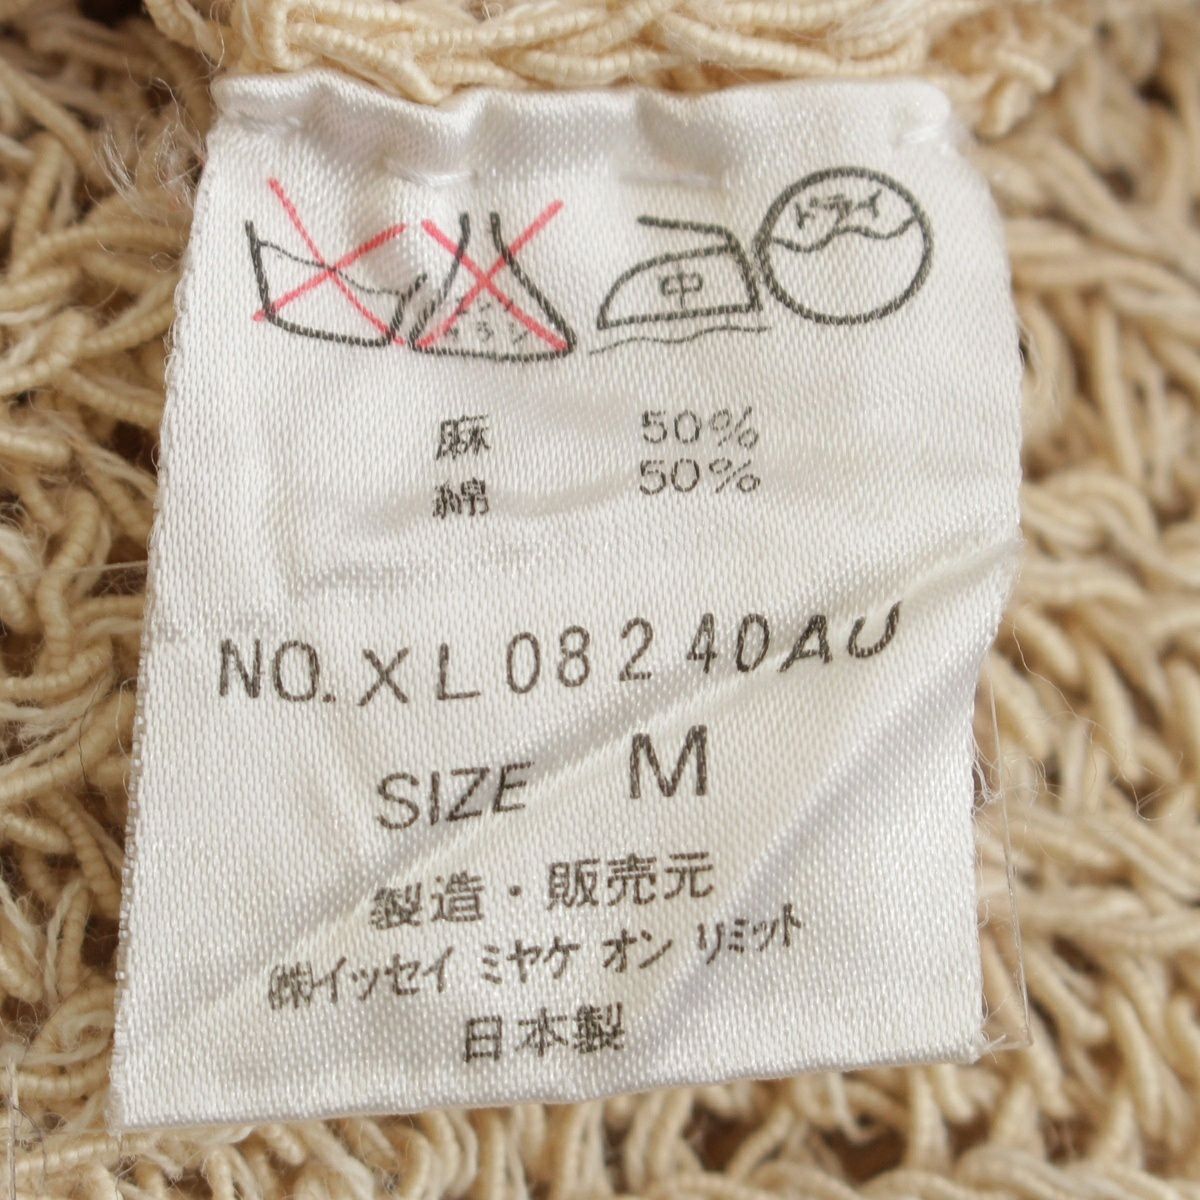 ドライ
中
麻 50%
綿 50%
NO. XL08240AU
SIZE M
製造・販売元
㈱イッセイ ミヤケ オン リミット
日本製